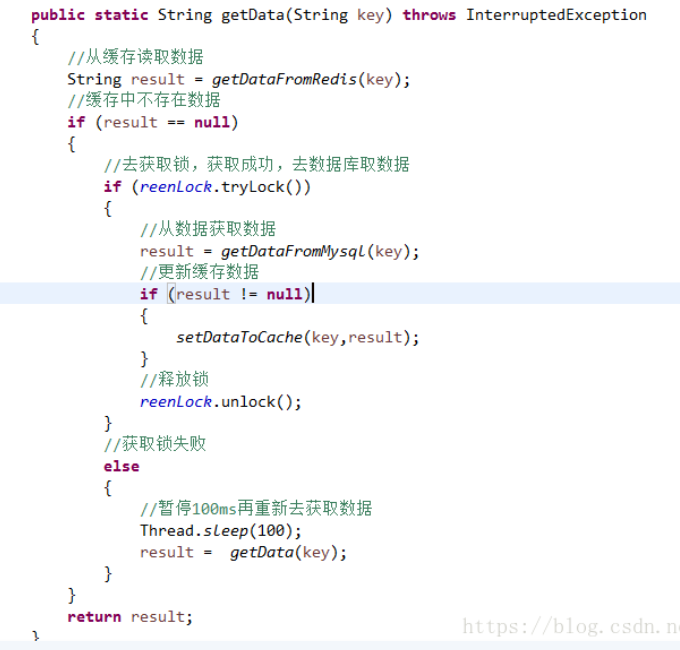 public static String getData(String key) throws InterruptedException
{
//从缓存读取数据
String result = getDataFromRedis(key);
//缓存中不存在数据
if (result == null)
{
//去获取锁，获取成功，去数据库取数据
if (reenLock.tryLock())
{
//从数据获取数据
result = getDataFromMysql(key);
//更新缓存数据
if (result != null)
{
setDataToCache(key,result);
}
//释放锁
reenLock.unlock();
}
//获取锁失败
else
{
//暂停100ms再重新去获取数据
Thread.sleep(100);
result =  getData(key);
}
}
return result;
}
https://blog.csdn.ne